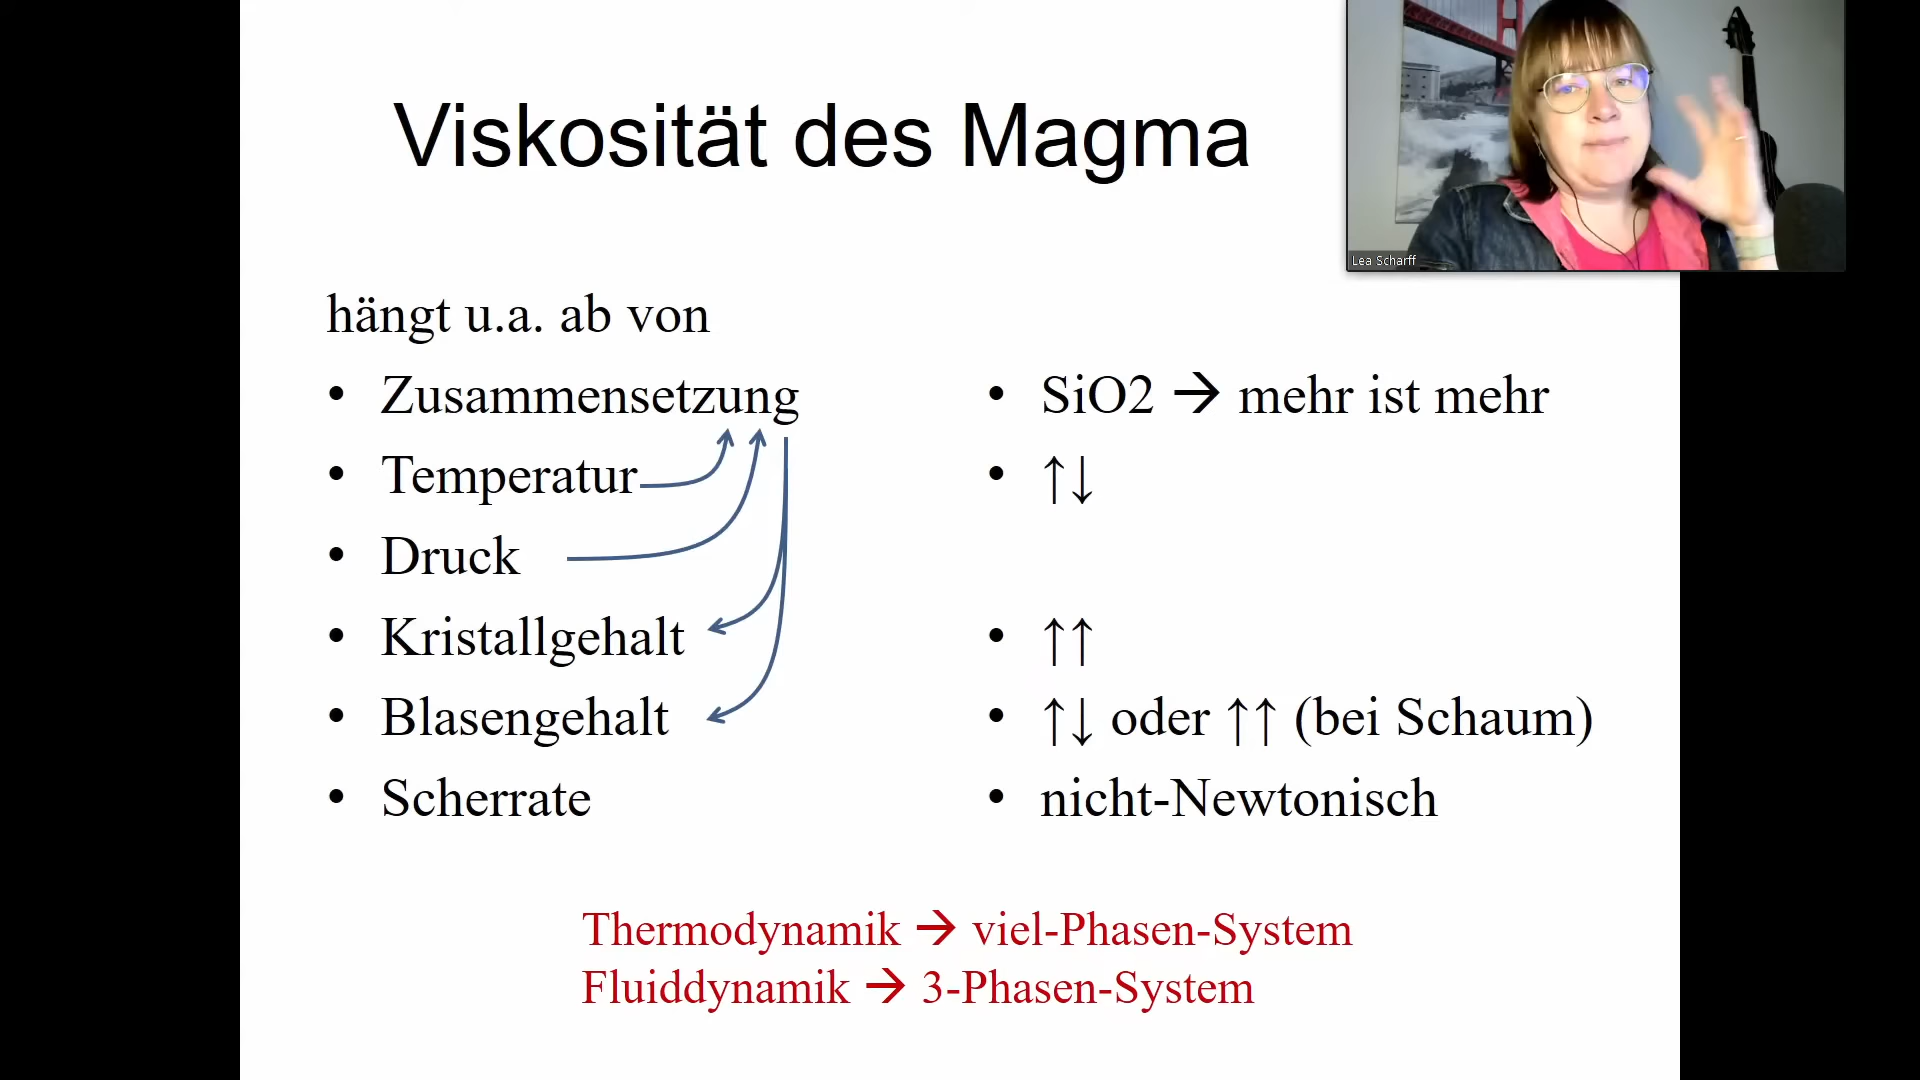 Viskosität des Magma
Lea Scharff
hängt u.a. ab von
• Zusammensetzung
• Temperatur
• Druck
• Kristallgehalt
• Blasengehalt
• Scherrate
• SiO2 → mehr ist mehr
• ↑↓
• ↑↑
• ↑↓ oder ↑↑ (bei Schaum)
• nicht-Newtonisch
Thermodynamik → viel-Phasen-System
Fluiddynamik → 3-Phasen-System